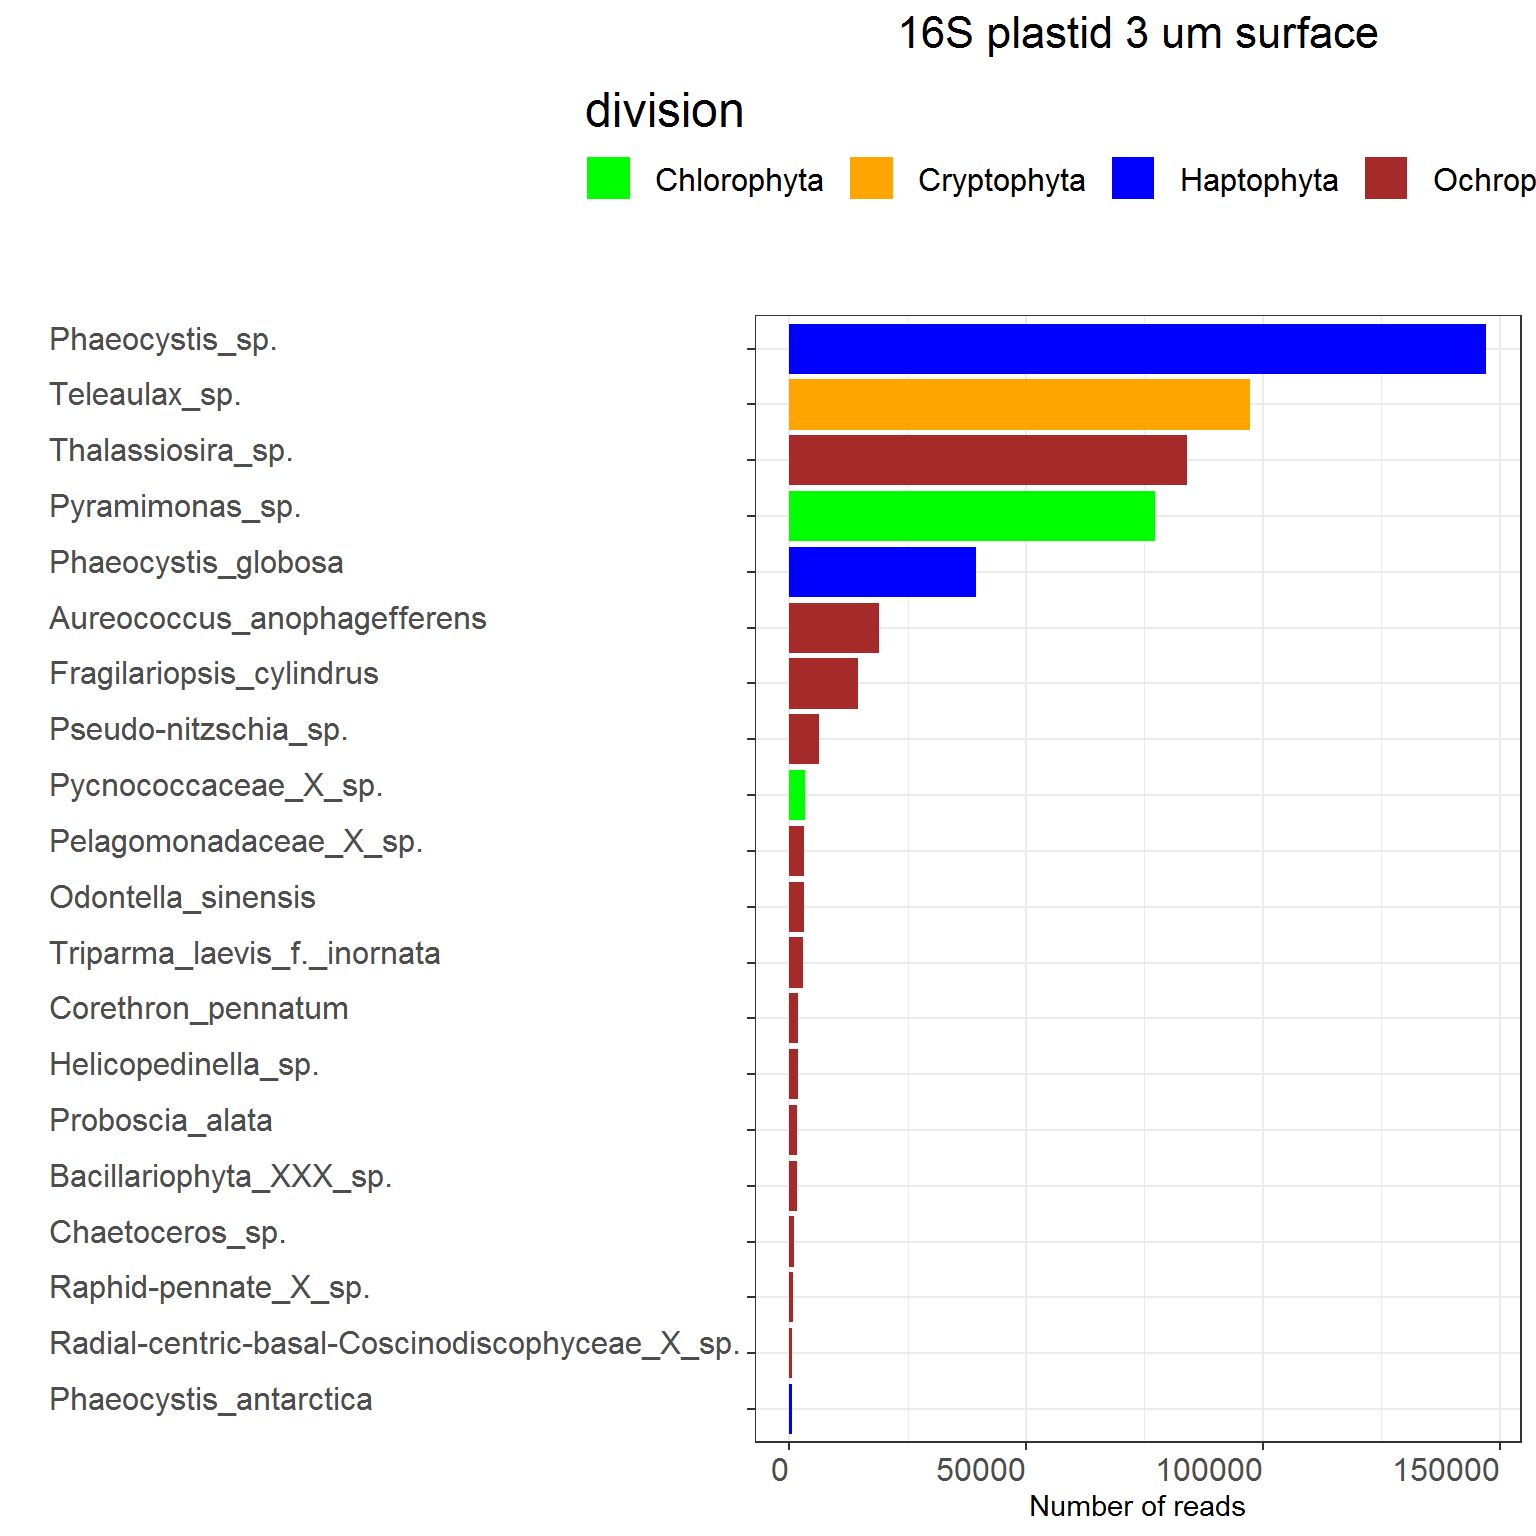 16S plastid 3 um surface
division
Chlorophyta Cryptophyta Haptophyta Ochrop
Phaeocystis_sp.
Teleaulax_sp.
Thalassiosira_sp.
Pyramimonas_sp.
Phaeocystis_globosa
Aureococcus_anophagefferens
Fragilariopsis_cylindrus
Pseudo-nitzschia_sp.
Pycnococcaceae_X_sp.
Pelagomonadaceae_X_sp.
Odontella_sinensis
Triparma_laevis_f._inornata
Corethron_pennatum
Helicopedinella_sp.
Proboscia_alata
Bacillariophyta_XXX_sp.
Chaetoceros_sp.
Raphid-pennate_X_sp.
Radial-centric-basal-Coscinodiscophyceae_X_sp.
Phaeocystis_antarctica
0 50000 100000 150000
Number of reads